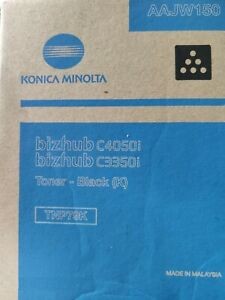 AAJW150
KONICA MINOLTA
bizhub C4050i
bizhub C3350i
Toner - Black (K)
TNP79K
MADE IN MALAYSIA